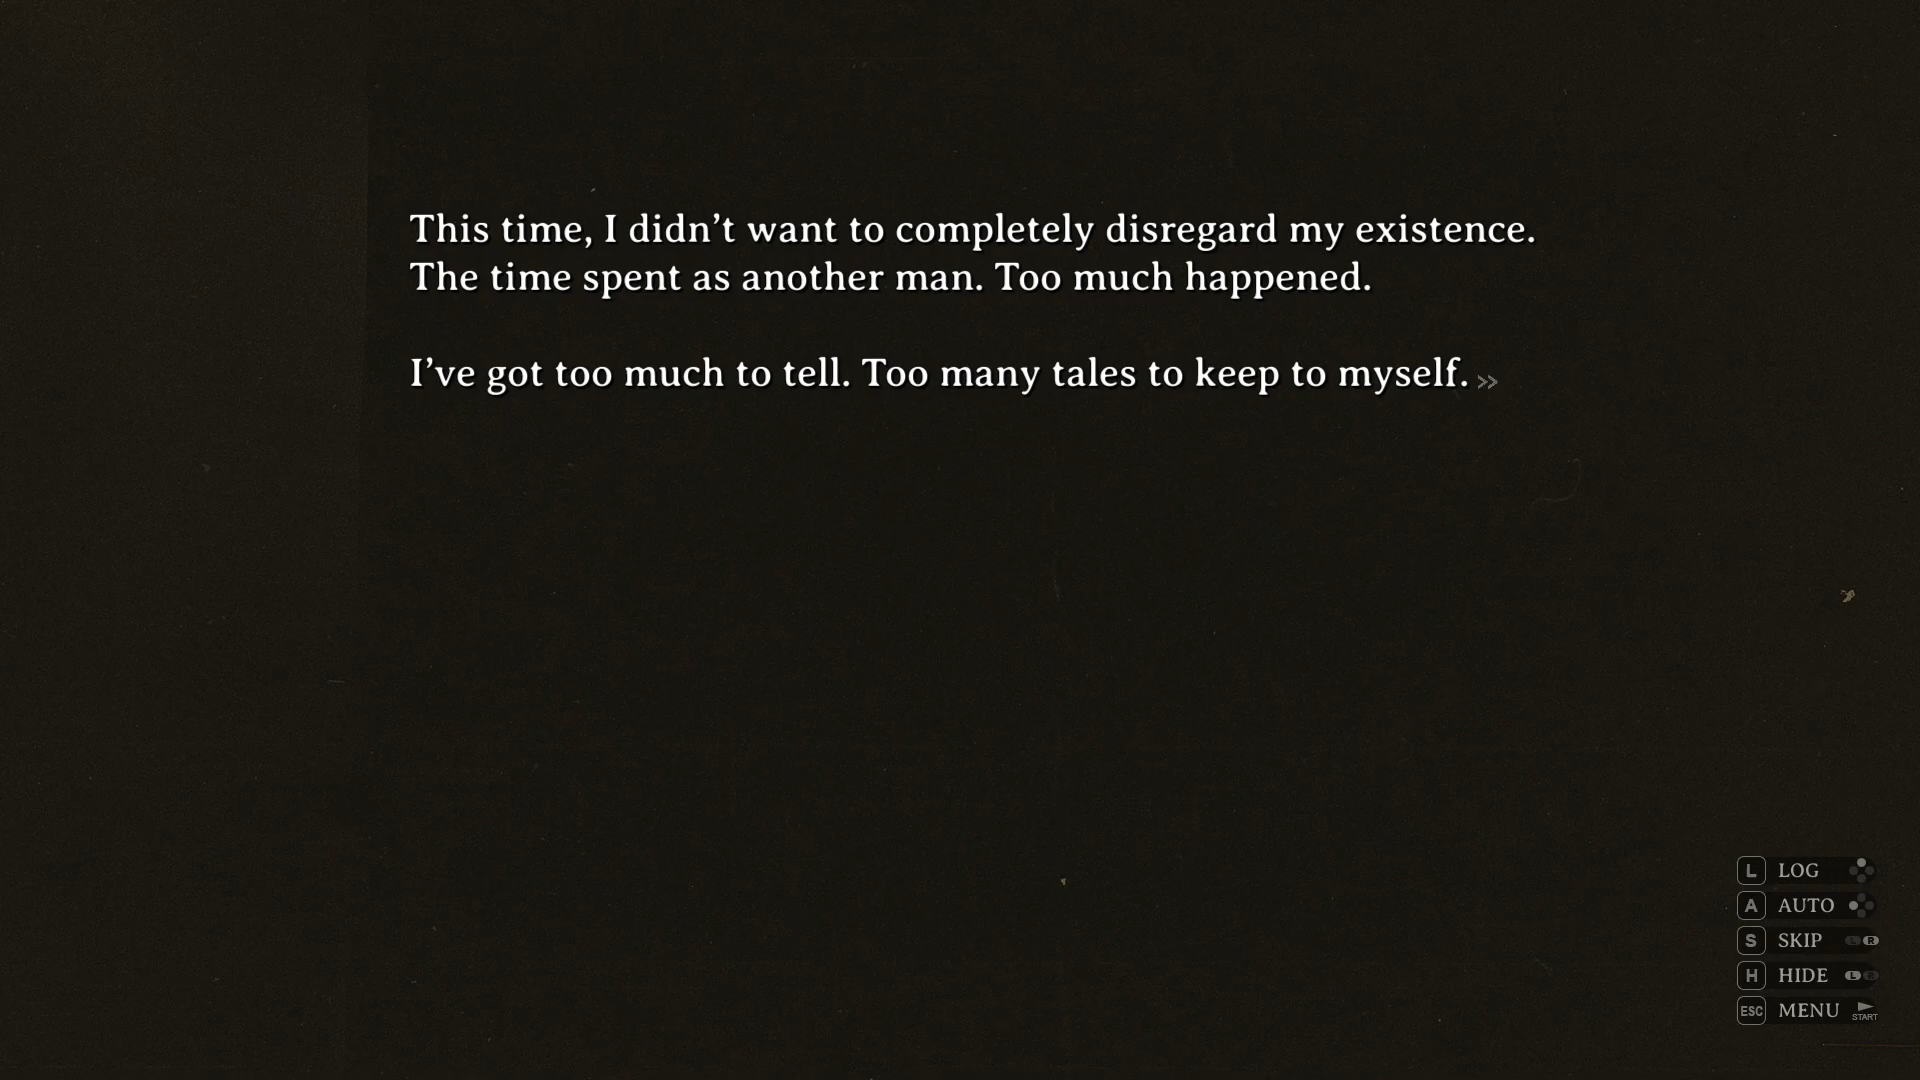 This time, I didn’t want to completely disregard my existence.
The time spent as another man. Too much happened.
I’ve got too much to tell. Too many tales to keep to myself. »
L LOG
A AUTO
S SKIP L R
H HIDE L R
ESC MENU START